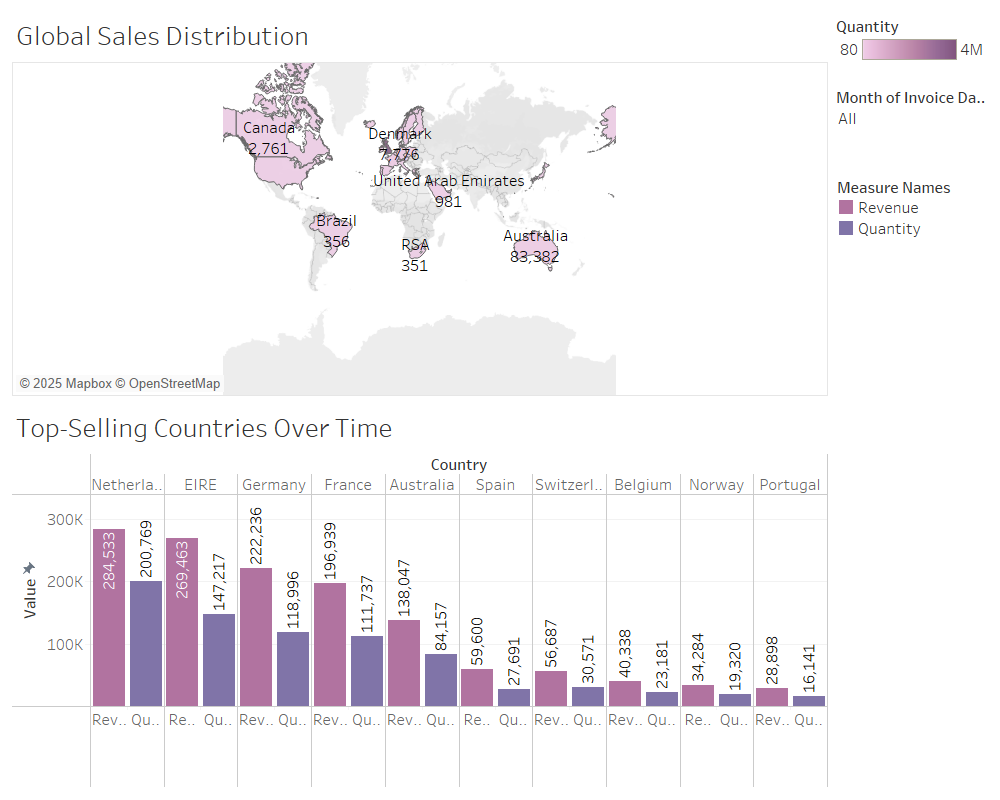 Global Sales Distribution
Quantity
80 4M
Month of Invoice Da..
All
Measure Names
Revenue
Quantity
Canada
2,761
Denmark
7,776
United Arab Emirates
981
Brazil
356
RSA
351
Australia
83,382
© 2025 Mapbox © OpenStreetMap
Top-Selling Countries Over Time
Country
Netherla.. EIRE Germany France Australia Spain Switzerl.. Belgium Norway Portugal
Value
300K
200K
100K
284,533 200,769 269,463 147,217 222,236 118,996 196,939 111,737 138,047 84,157 59,600 27,691 56,687 30,571 40,338 23,181 34,284 19,320 28,898 16,141
Rev.. Qu.. Re.. Qu.. Rev.. Qu.. Rev.. Qu.. Rev.. Qu.. Re.. Qu.. Rev.. Qu.. Rev.. Qu.. Re.. Qu.. Rev.. Qu..